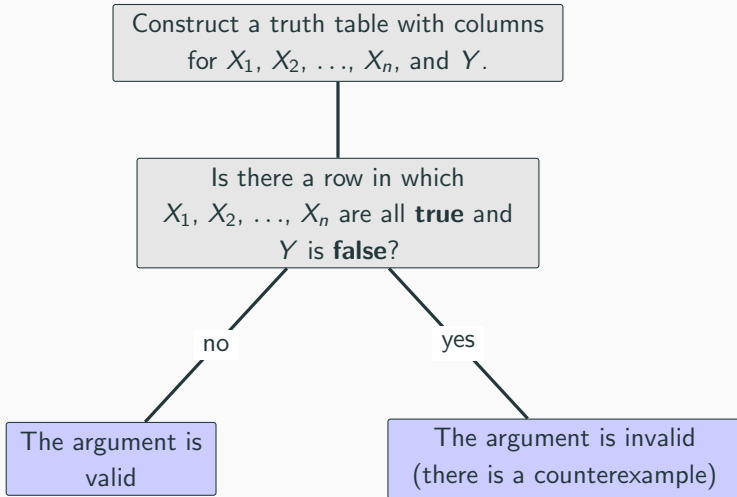 Construct a truth table with columns
for X₁, X₂, ..., Xₙ, and Y.
Is there a row in which
X₁, X₂, ..., Xₙ are all true and
Y is false?
no
yes
The argument is
valid
The argument is invalid
(there is a counterexample)